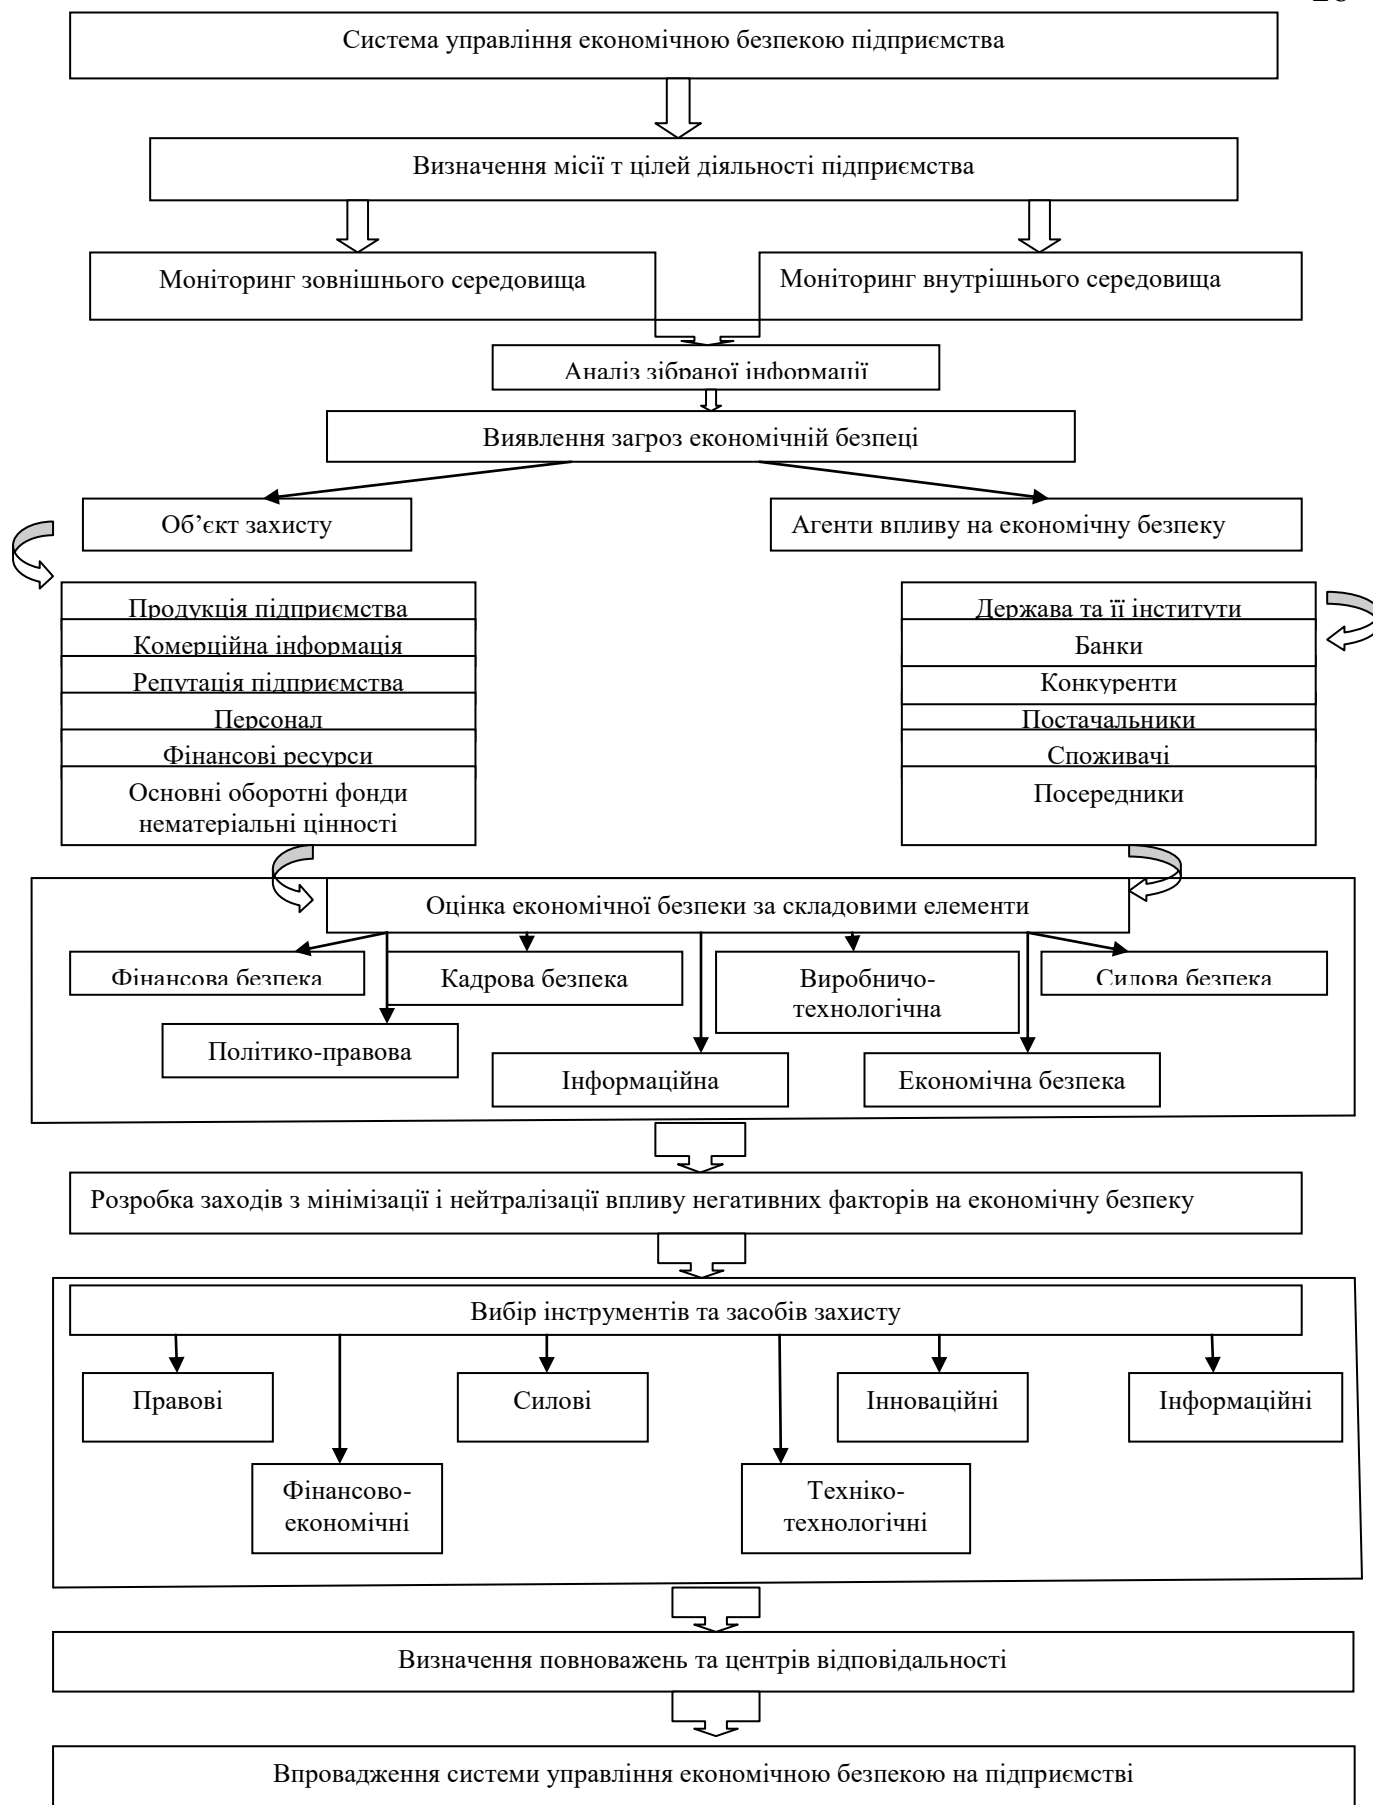 Система управління економічною безпекою підприємства
Визначення місії т цілей діяльності підприємства
Моніторинг зовнішнього середовища
Моніторинг внутрішнього середовища
Аналіз зібраної інформації
Виявлення загроз економічній безпеці
Об’єкт захисту
Агенти впливу на економічну безпеку
Продукція підприємства
Комерційна інформація
Репутація підприємства
Персонал
Фінансові ресурси
Основні оборотні фонди
нематеріальні цінності
Держава та її інститути
Банки
Конкуренти
Постачальники
Споживачі
Посередники
Оцінка економічної безпеки за складовими елементи
Фінансова безпека
Кадрова безпека
Виробничо-
технологічна
Силова безпека
Політико-правова
Інформаційна
Економічна безпека
Розробка заходів з мінімізації і нейтралізації впливу негативних факторів на економічну безпеку
Вибір інструментів та засобів захисту
Правові
Силові
Інноваційні
Інформаційні
Фінансово-
економічні
Техніко-
технологічні
Визначення повноважень та центрів відповідальності
Впровадження системи управління економічною безпекою на підприємстві